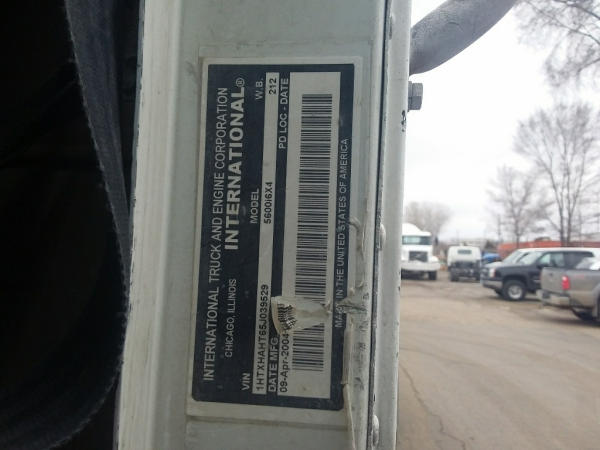 INTERNATIONAL TRUCK AND ENGINE CORPORATION
CHICAGO, ILLINOIS INTERNATIONAL®
VIN MODEL W.B.
1HTXHAHT65J039529 5600I6X4 212
DATE MFG PD LOC - DATE
09-Apr-2004
MADE IN THE UNITED STATES OF AMERICA